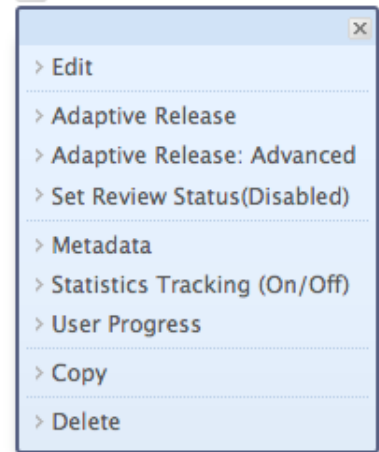 Edit
Adaptive Release
Adaptive Release: Advanced
Set Review Status(Disabled)
Metadata
Statistics Tracking (On/Off)
User Progress
Copy
Delete